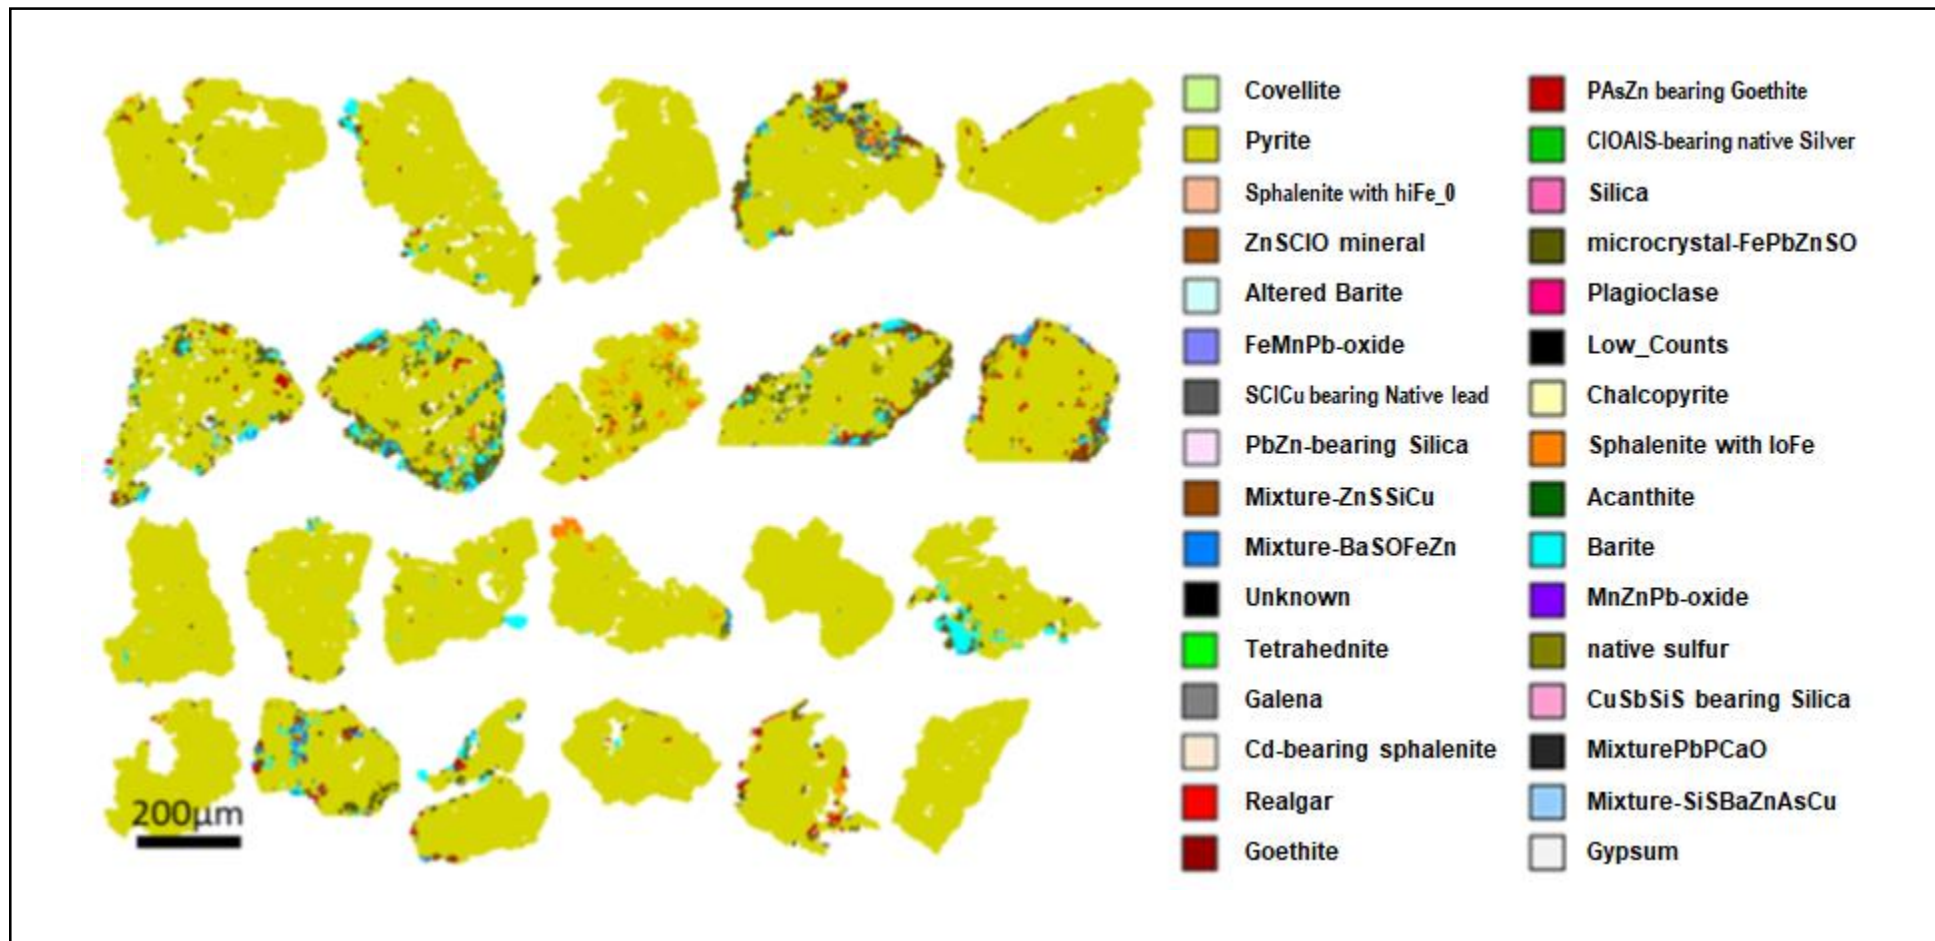 Covellite
Pyrite
Sphalenite with hiFe_0
ZnSClO mineral
Altered Barite
FeMnPb-oxide
SClCu bearing Native lead
PbZn-bearing Silica
Mixture-ZnSSiCu
Mixture-BaSOFeZn
Unknown
Tetrahednite
Galena
Cd-bearing sphalenite
Realgar
Goethite
PAsZn bearing Goethite
ClOAlS-bearing native Silver
Silica
microcrystal-FePbZnSO
Plagioclase
Low_Counts
Chalcopyrite
Sphalenite with loFe
Acanthite
Barite
MnZnPb-oxide
native sulfur
CuSbSiS bearing Silica
MixturePbPCaO
Mixture-SiSBaZnAsCu
Gypsum
200µm